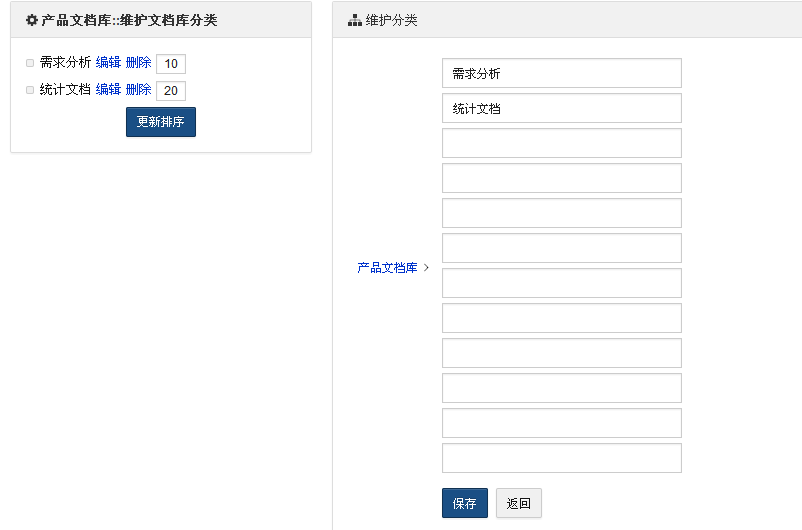 产品文档库::维护文档库分类
需求分析 编辑 删除 10
统计文档 编辑 删除 20
更新排序
维护分类
需求分析
统计文档
产品文档库 >
保存 返回